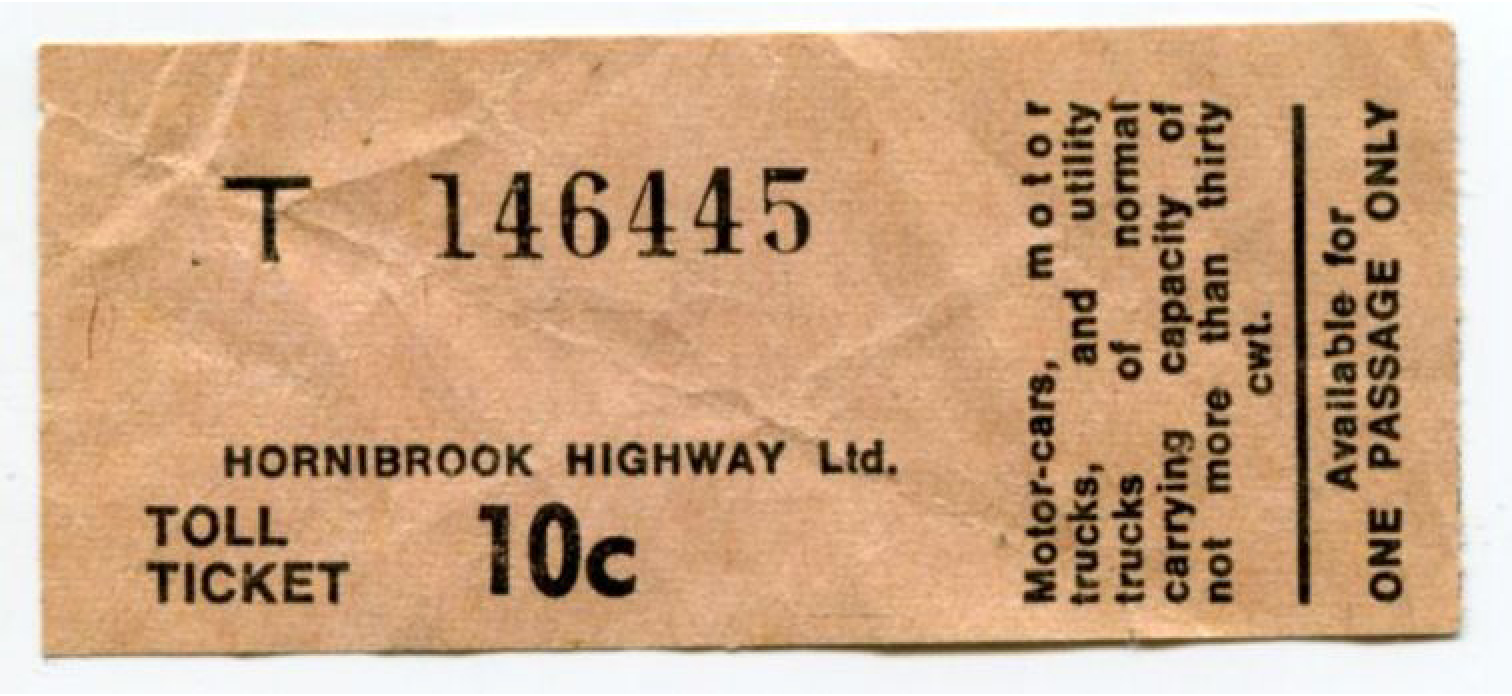 T 146445
HORNIBROOK HIGHWAY Ltd.
TOLL
TICKET
10c
Motor-cars, motor
trucks, and utility
trucks of normal
carrying capacity of
not more than thirty
cwt.
Available for
ONE PASSAGE ONLY